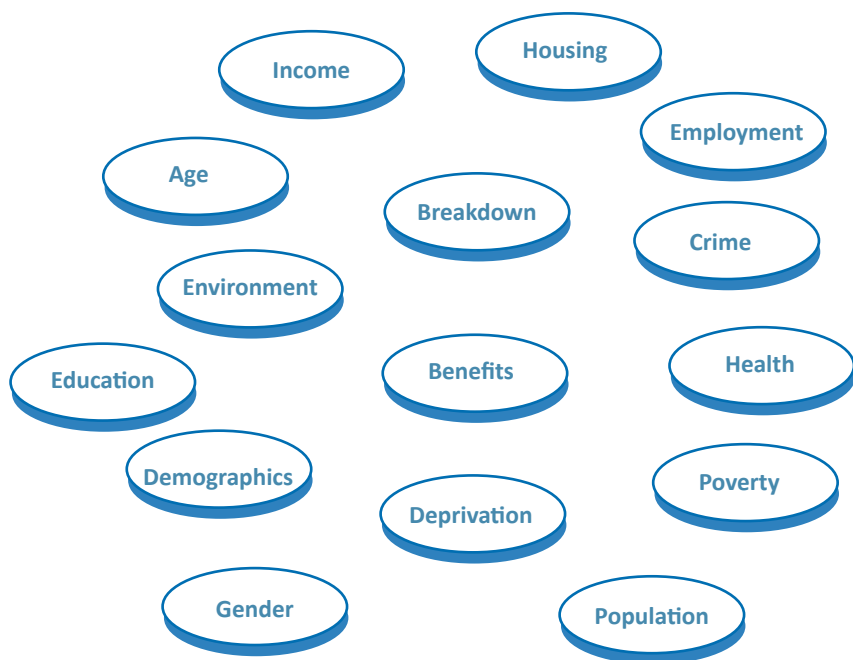 Housing
Income
Employment
Age
Breakdown
Crime
Environment
Health
Benefits
Education
Demographics
Poverty
Deprivation
Gender
Population